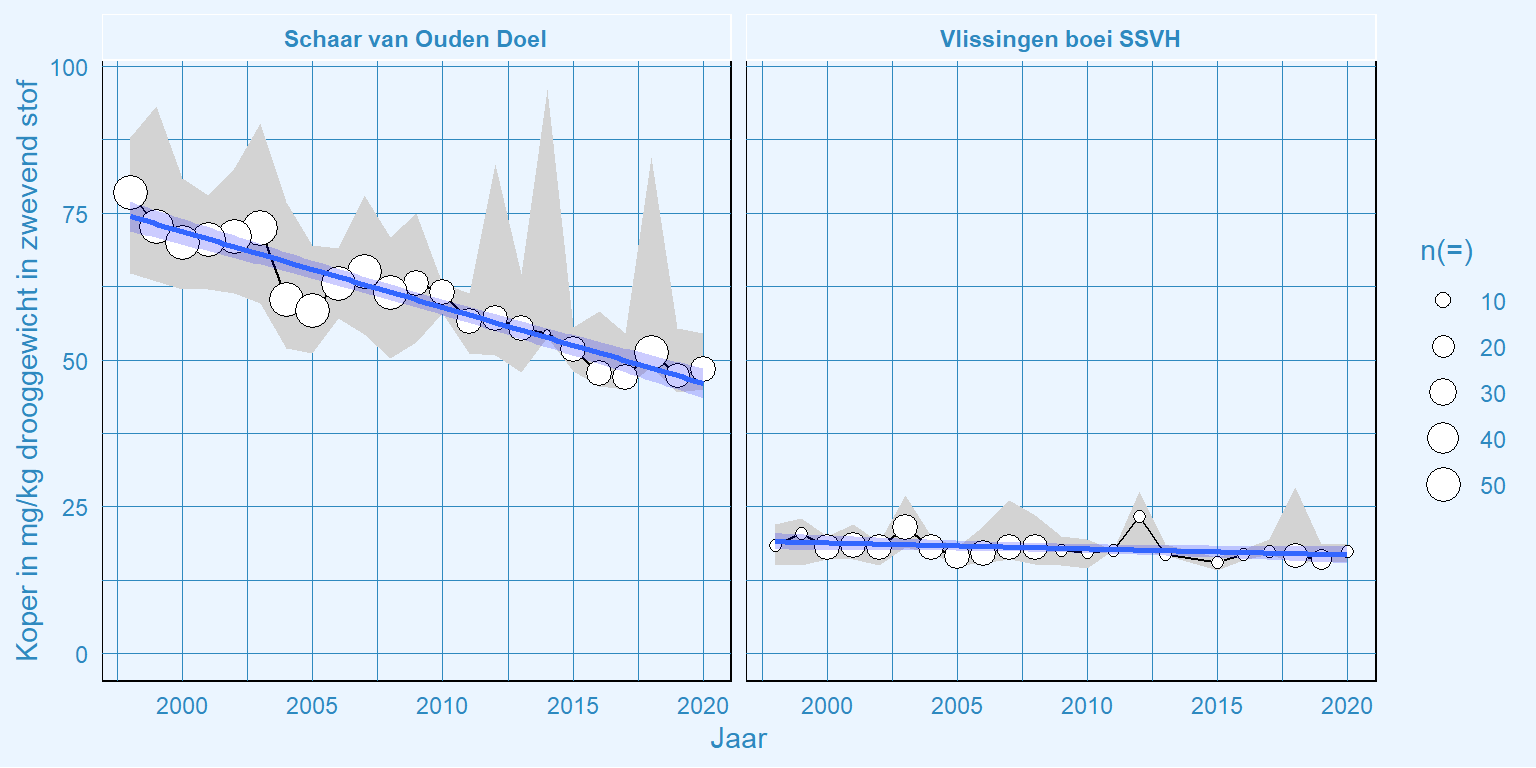 Schaar van Ouden Doel
Vlissingen boei SSVH
Koper in mg/kg drooggewicht in zwevend stof
100
75
50
25
0
2000 2005 2010 2015 2020
2000 2005 2010 2015 2020
Jaar
n(=)
10
20
30
40
50